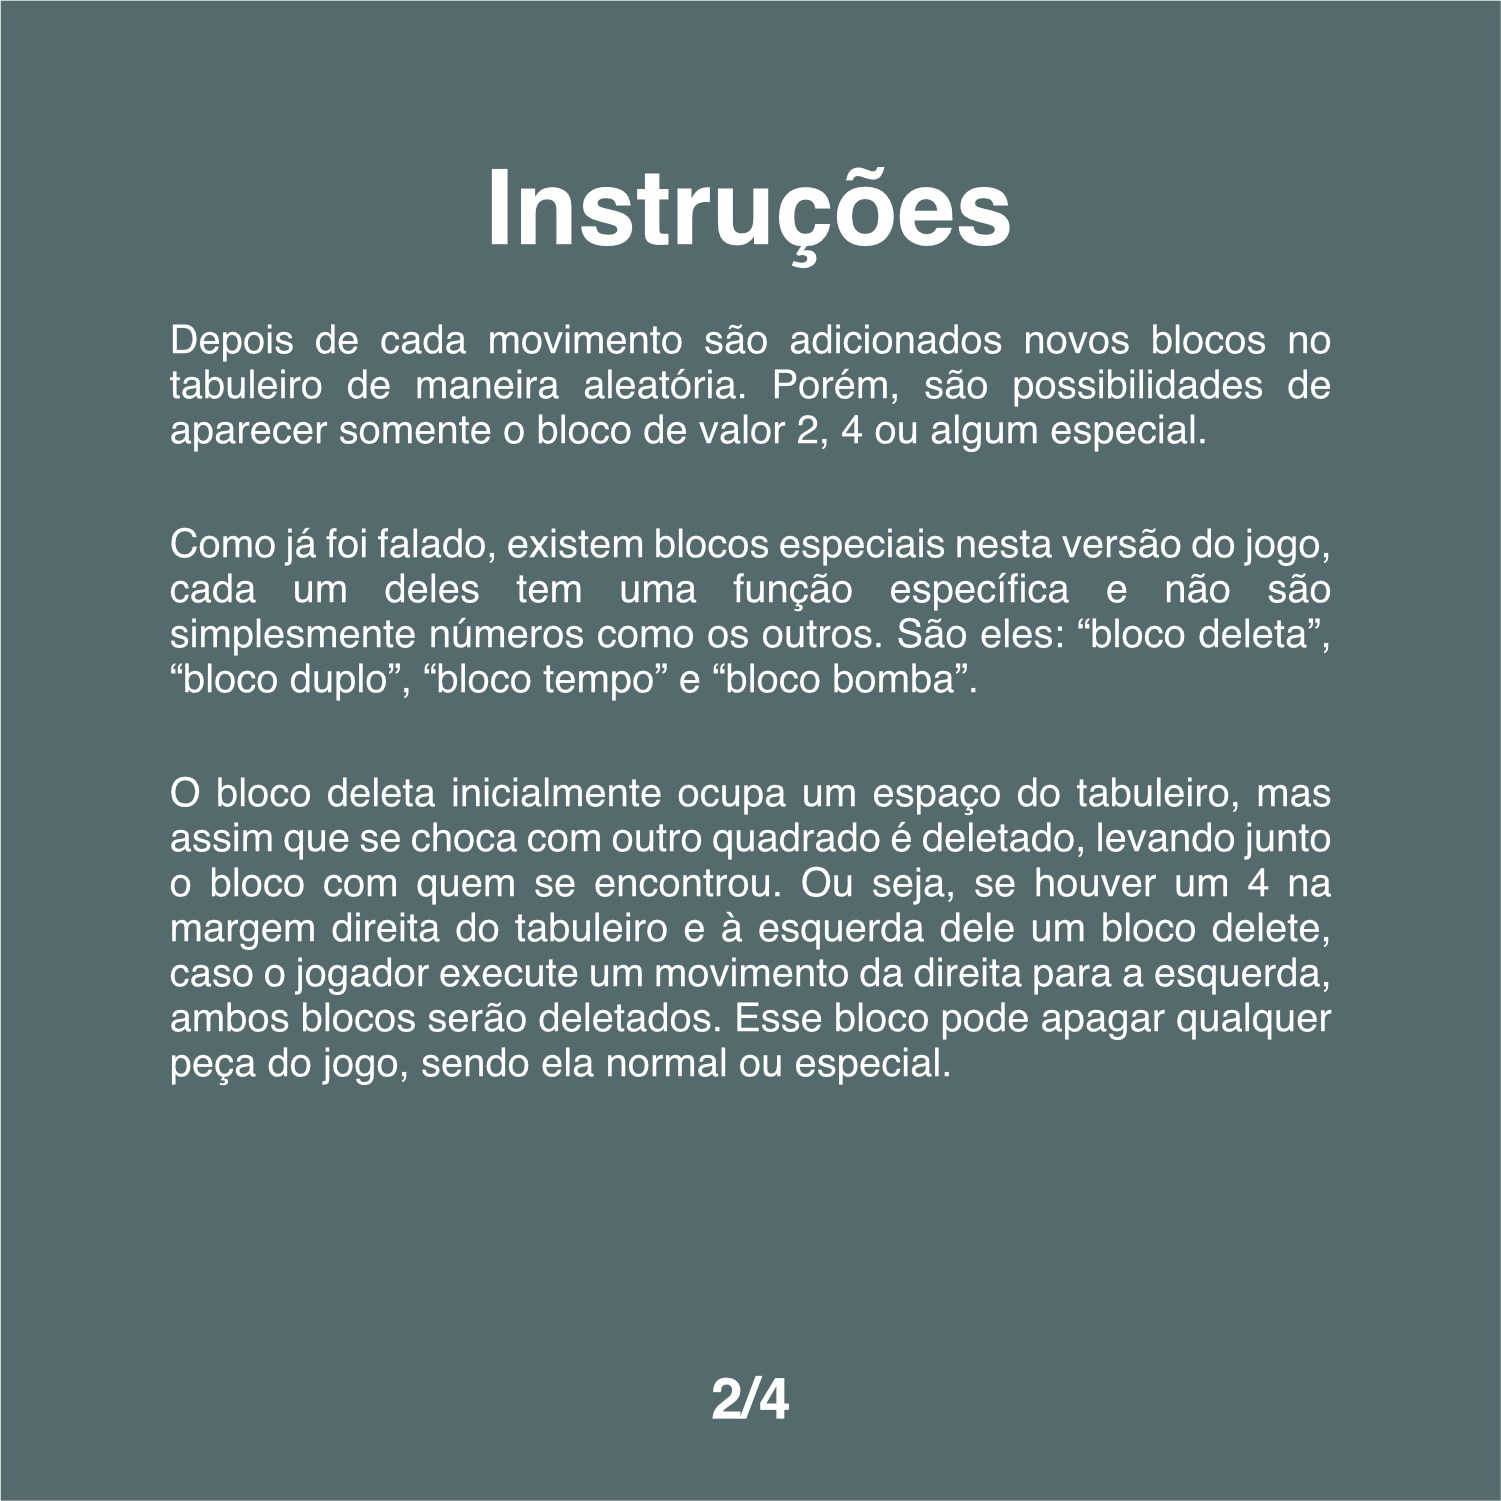 Instruções
Depois de cada movimento são adicionados novos blocos no
tabuleiro de maneira aleatória. Porém, são possibilidades de
aparecer somente o bloco de valor 2, 4 ou algum especial.
Como já foi falado, existem blocos especiais nesta versão do jogo,
cada um deles tem uma função específica e não são
simplesmente números como os outros. São eles: “bloco deleta”,
“bloco duplo”, “bloco tempo” e “bloco bomba”.
O bloco deleta inicialmente ocupa um espaço do tabuleiro, mas
assim que se choca com outro quadrado é deletado, levando junto
o bloco com quem se encontrou. Ou seja, se houver um 4 na
margem direita do tabuleiro e à esquerda dele um bloco delete,
caso o jogador execute um movimento da direita para a esquerda,
ambos blocos serão deletados. Esse bloco pode apagar qualquer
peça do jogo, sendo ela normal ou especial.
2/4